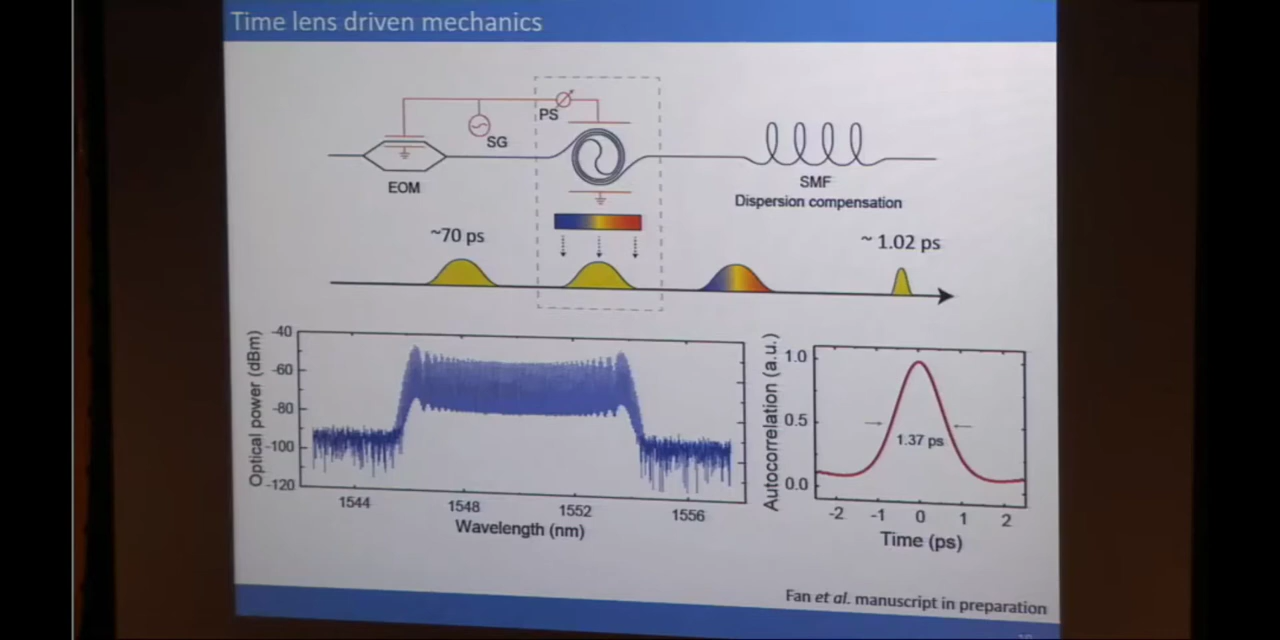 Time lens driven mechanics
PS
SG
EOM
SMF
Dispersion compensation
~70 ps
~ 1.02 ps
Optical power (dBm)
-40
-60
-80
-100
-120
1544
1548
1552
1556
Wavelength (nm)
Autocorrelation (a.u.)
1.0
0.5
0.0
1.37 ps
-2
-1
0
1
2
Time (ps)
Fan et al. manuscript in preparation